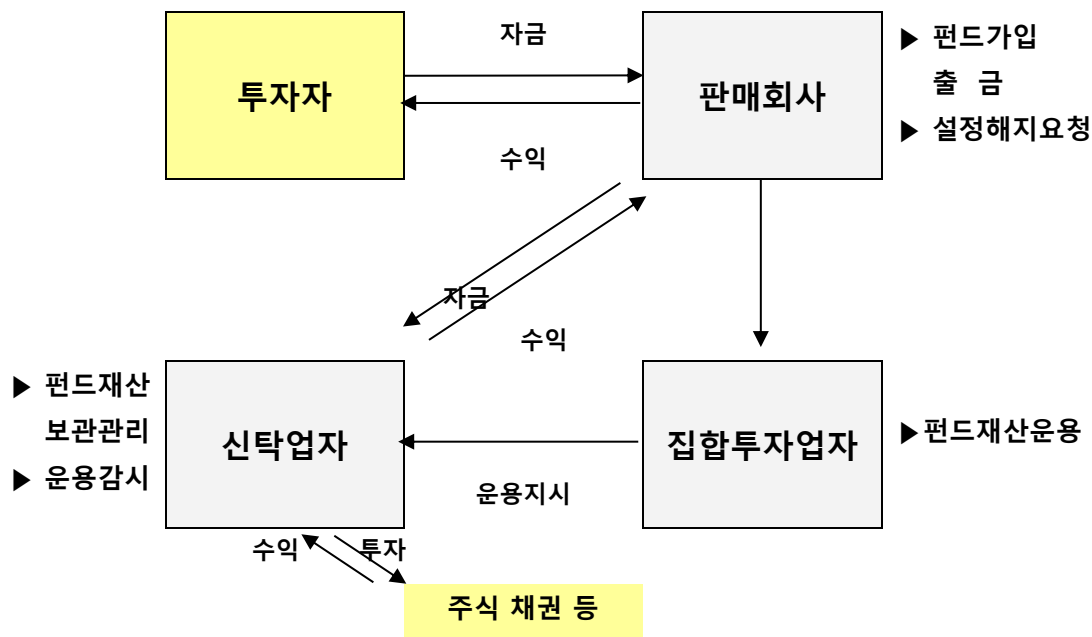 자금
투자자
판매회사
▶ 펀드가입
출 금
▶ 설정해지요청
수익
자금
수익
▶ 펀드재산
보관관리
▶ 운용감시
신탁업자
집합투자업자
▶펀드재산운용
운용지시
수익
투자
주식 채권 등